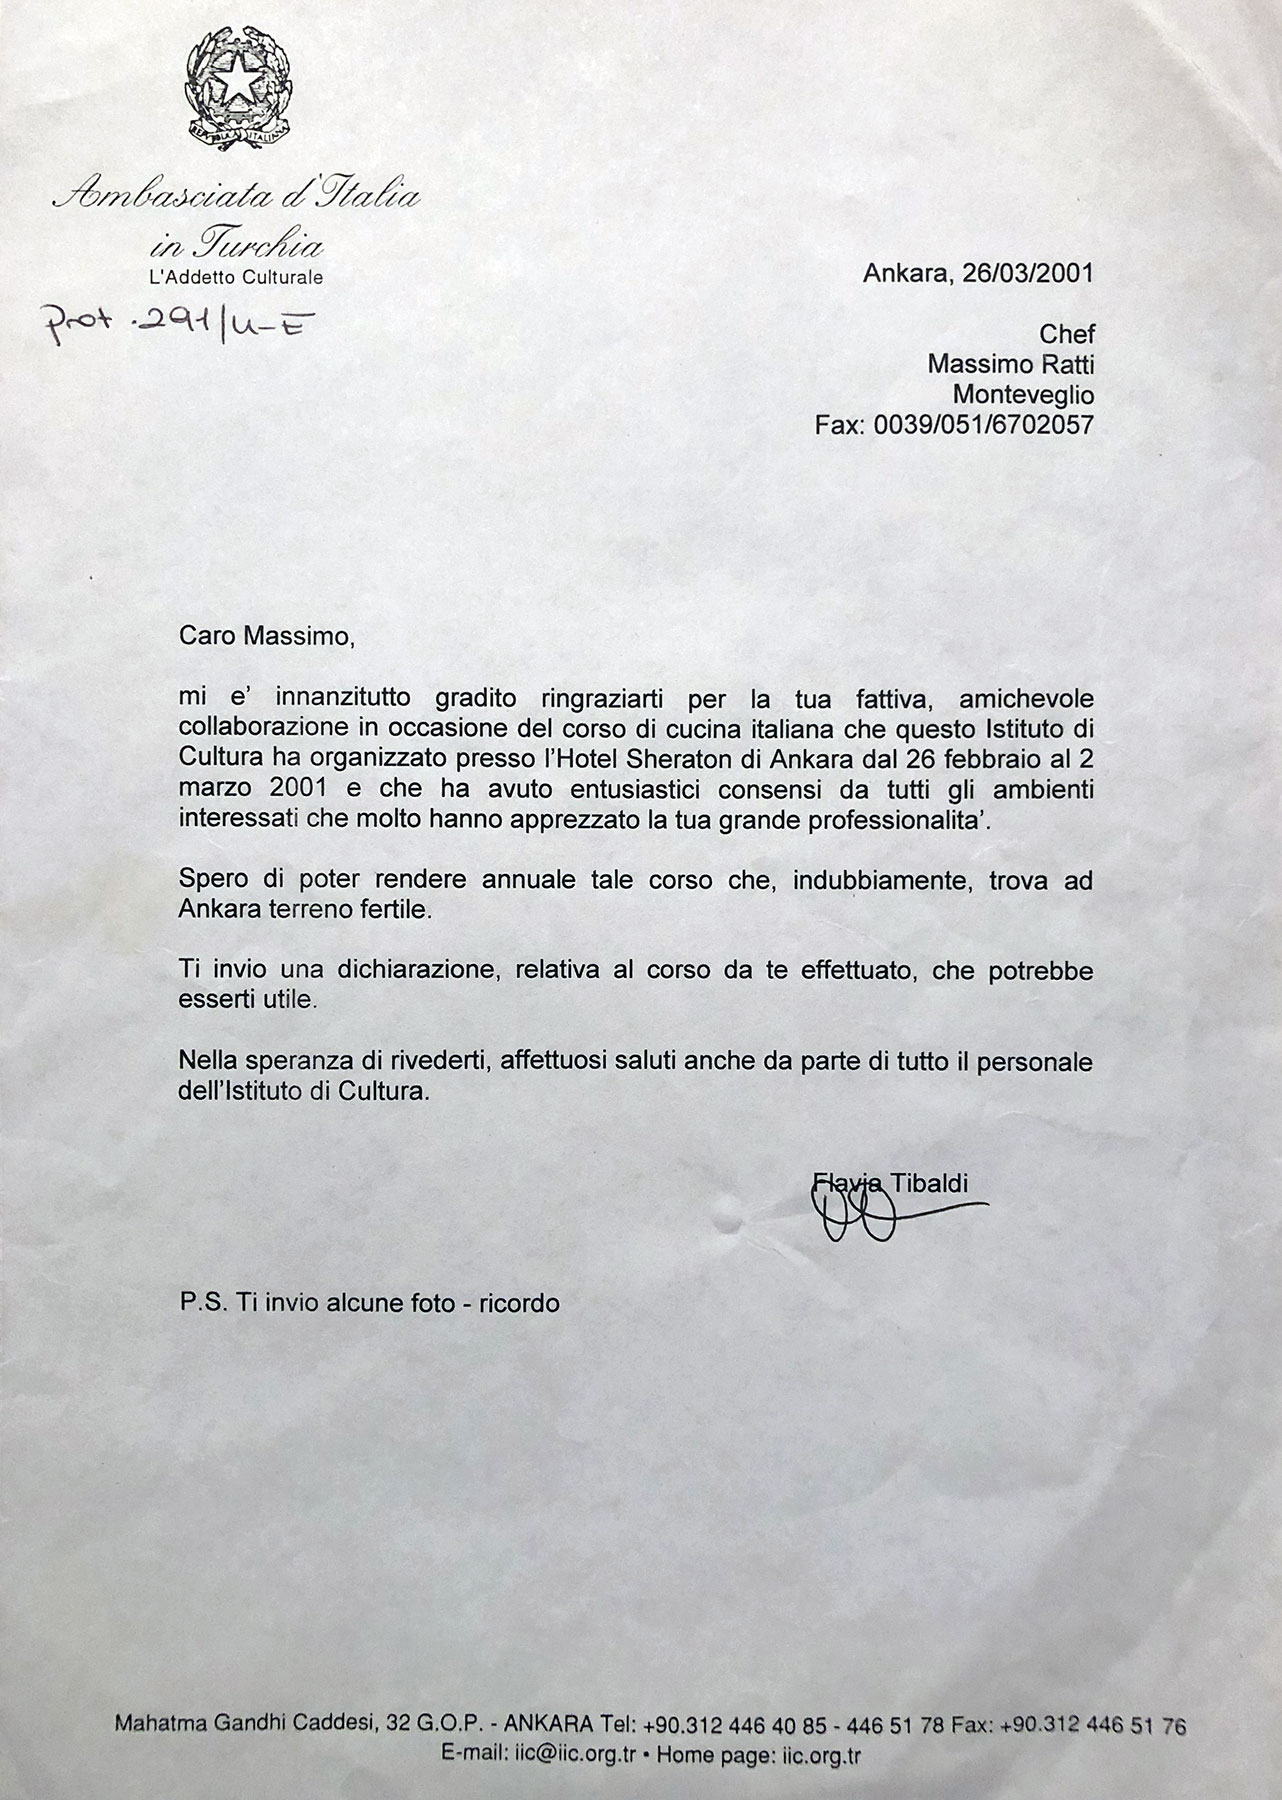 REPVBBLICA ITALIANA
Ambasciata d'Italia
in Turchia
L'Addetto Culturale
Prot. 291/U-E
Ankara, 26/03/2001
Chef
Massimo Ratti
Monteveglio
Fax: 0039/051/6702057
Caro Massimo,
mi e' innanzitutto gradito ringraziarti per la tua fattiva, amichevole
collaborazione in occasione del corso di cucina italiana che questo Istituto di
Cultura ha organizzato presso l'Hotel Sheraton di Ankara dal 26 febbraio al 2
marzo 2001 e che ha avuto entusiastici consensi da tutti gli ambienti
interessati che molto hanno apprezzato la tua grande professionalita'.
Spero di poter rendere annuale tale corso che, indubbiamente, trova ad
Ankara terreno fertile.
Ti invio una dichiarazione, relativa al corso da te effettuato, che potrebbe
esserti utile.
Nella speranza di rivederti, affettuosi saluti anche da parte di tutto il personale
dell'Istituto di Cultura.
Flavia Tibaldi
P.S. Ti invio alcune foto - ricordo
Mahatma Gandhi Caddesi, 32 G.O.P. - ANKARA Tel: +90.312 446 40 85 - 446 51 78 Fax: +90.312 446 51 76
E-mail: iic@iic.org.tr • Home page: iic.org.tr